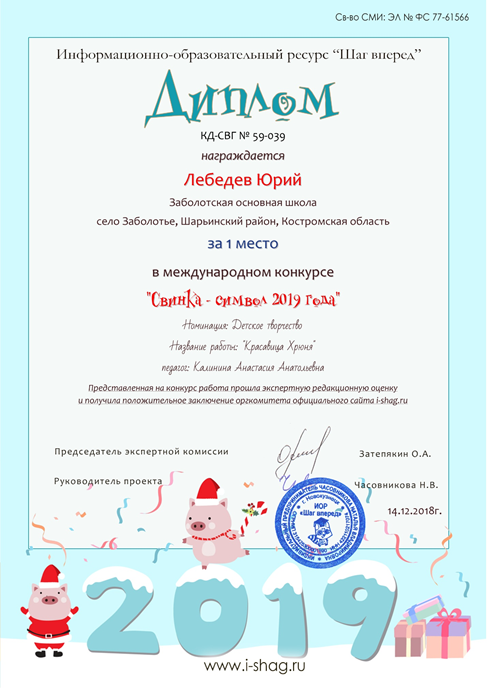 Св-во СМИ: ЭЛ № ФС 77-61566
Информационно-образовательный ресурс “Шаг вперед”
Диплом
КД-СВГ № 59-039
награждается
Лебедев Юрий
Заболотская основная школа
село Заболотье, Шарьинский район, Костромская область
за 1 место
в международном конкурсе
"Свинка - символ 2019 года"
Номинация: Детское творчество
Название работы: "Красавица Хрюня"
педагог: Калинина Анастасия Анатольевна
Представленная на конкурс работа прошла экспертную редакционную оценку
и получила положительное заключение оргкомитета официального сайта i-shag.ru
Председатель экспертной комиссии
Затепякин О.А.
Руководитель проекта
Часовникова Н.В.
г. Новокузнецк
ИОР
«Шаг вперед»
14.12.2018г.
2019
www.i-shag.ru